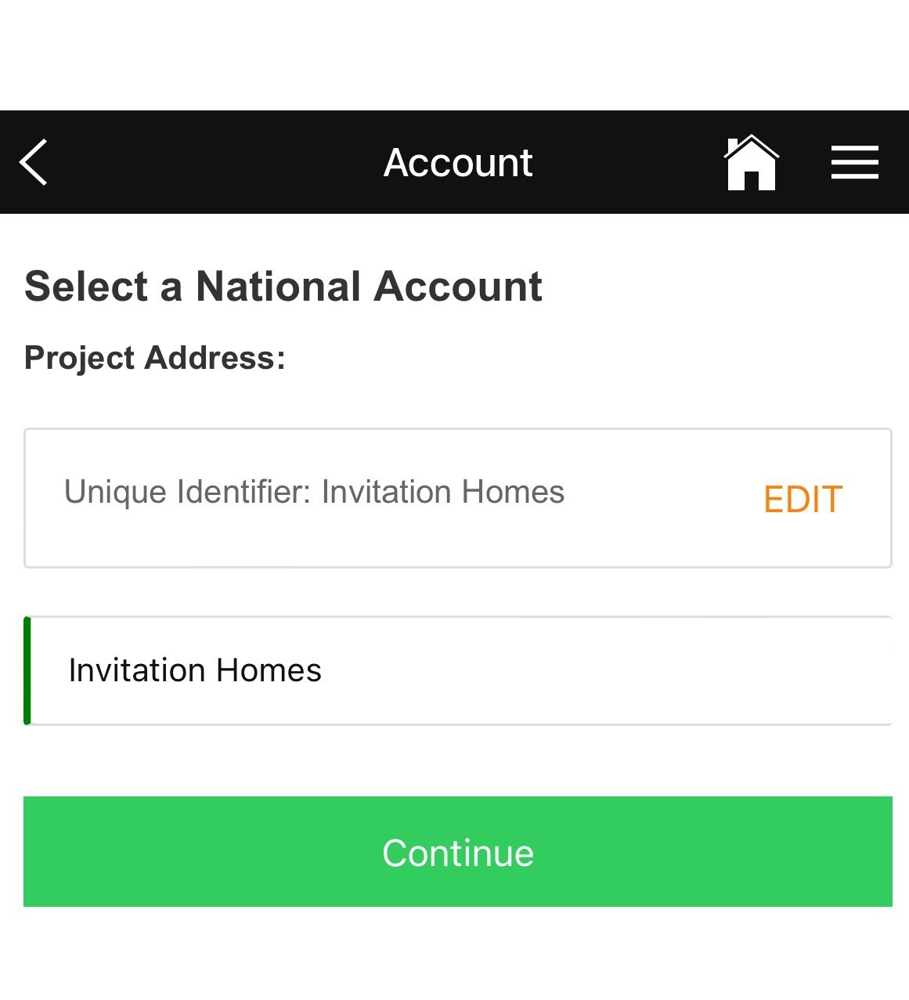 Account
Select a National Account
Project Address:
Unique Identifier: Invitation Homes
EDIT
Invitation Homes
Continue